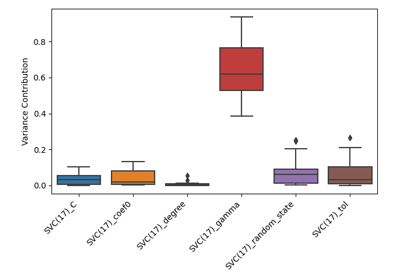 0.8
0.6
0.4
0.2
0.0
Variance Contribution
SVC(17)_C
SVC(17)_coef0
SVC(17)_degree
SVC(17)_gamma
SVC(17)_random_state
SVC(17)_tol